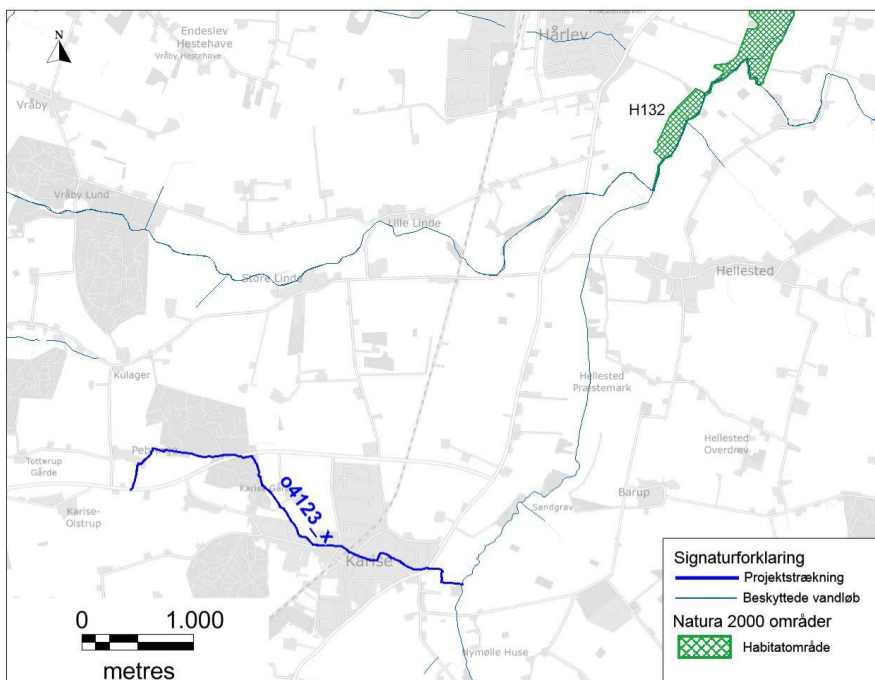 Præstemarken
Endeslev
Hestehave
Vråby Hestehave
Hårlev
N
Vråby
H132
Vråby Lund
Lille Linde
Store Linde
Hellested
Kulager
Hellested
Præstemark
Totterup
Gårde
Hellested
Overdrev
Karise-
Olstrup
o4123_x
Barup
Sandgrav
Karise
Nymølle Huse
0 1.000
metres
Signaturforklaring
Projektstrækning
Beskyttede vandløb
Natura 2000 områder
Habitatområde